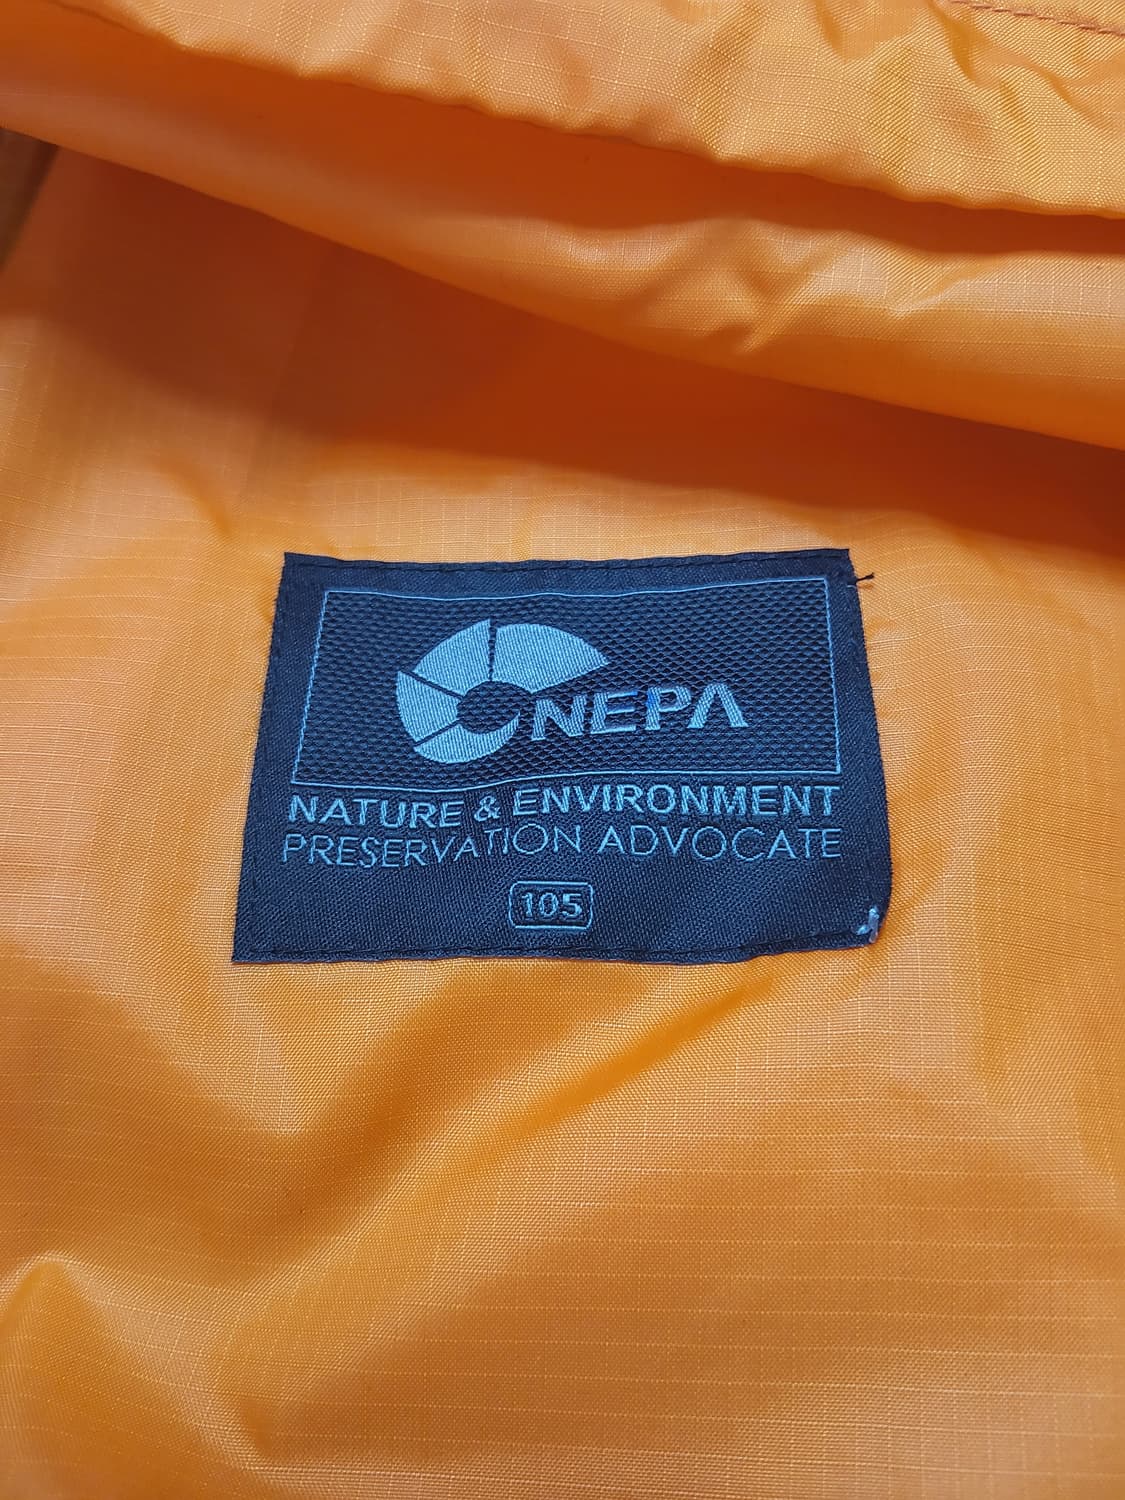 NEPA
NATURE & ENVIRONMENT
PRESERVATION ADVOCATE
105